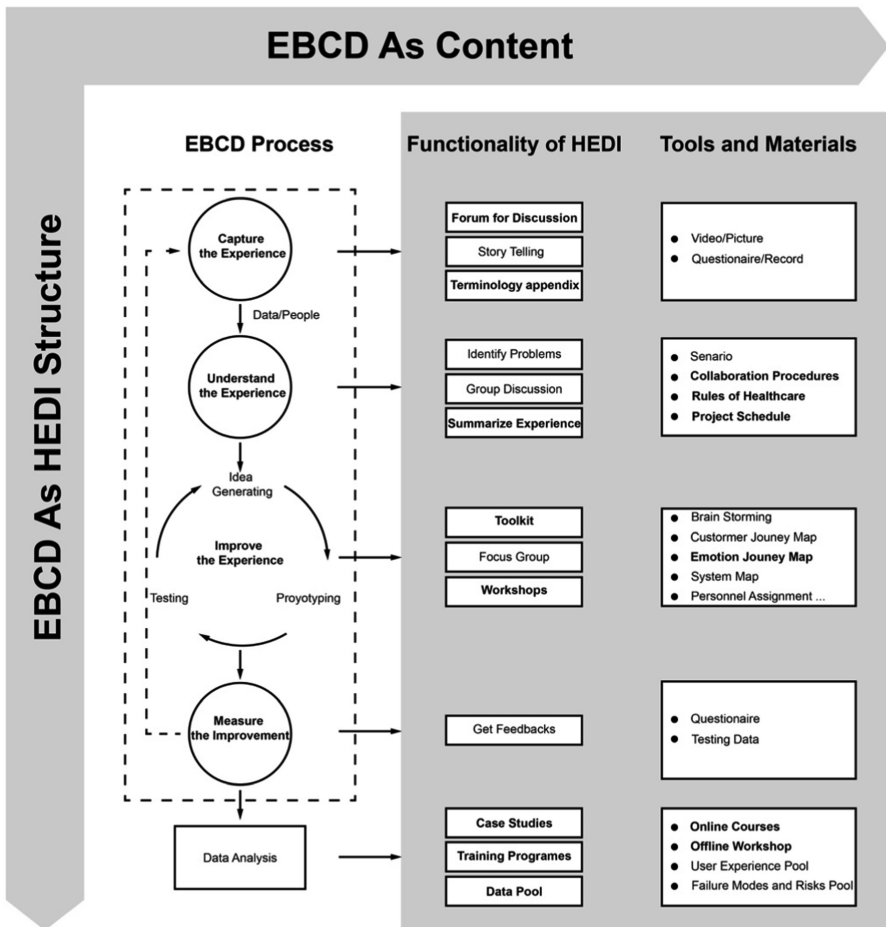 EBCD As Content
EBCD As HEDI Structure
EBCD Process
Functionality of HEDI
Tools and Materials
Capture
the Experience
Forum for Discussion
Story Telling
Terminology appendix
Video/Picture
Questionaire/Record
Data/People
Understand
the Experience
Identify Problems
Group Discussion
Summarize Experience
Senario
Collaboration Procedures
Rules of Healthcare
Project Schedule
Idea
Generating
Improve
the Experience
Testing
Proyotyping
Toolkit
Focus Group
Workshops
Brain Storming
Custormer Jouney Map
Emotion Jouney Map
System Map
Personnel Assignment ...
Measure
the Improvement
Get Feedbacks
Questionaire
Testing Data
Data Analysis
Case Studies
Training Programes
Data Pool
Online Courses
Offline Workshop
User Experience Pool
Failure Modes and Risks Pool